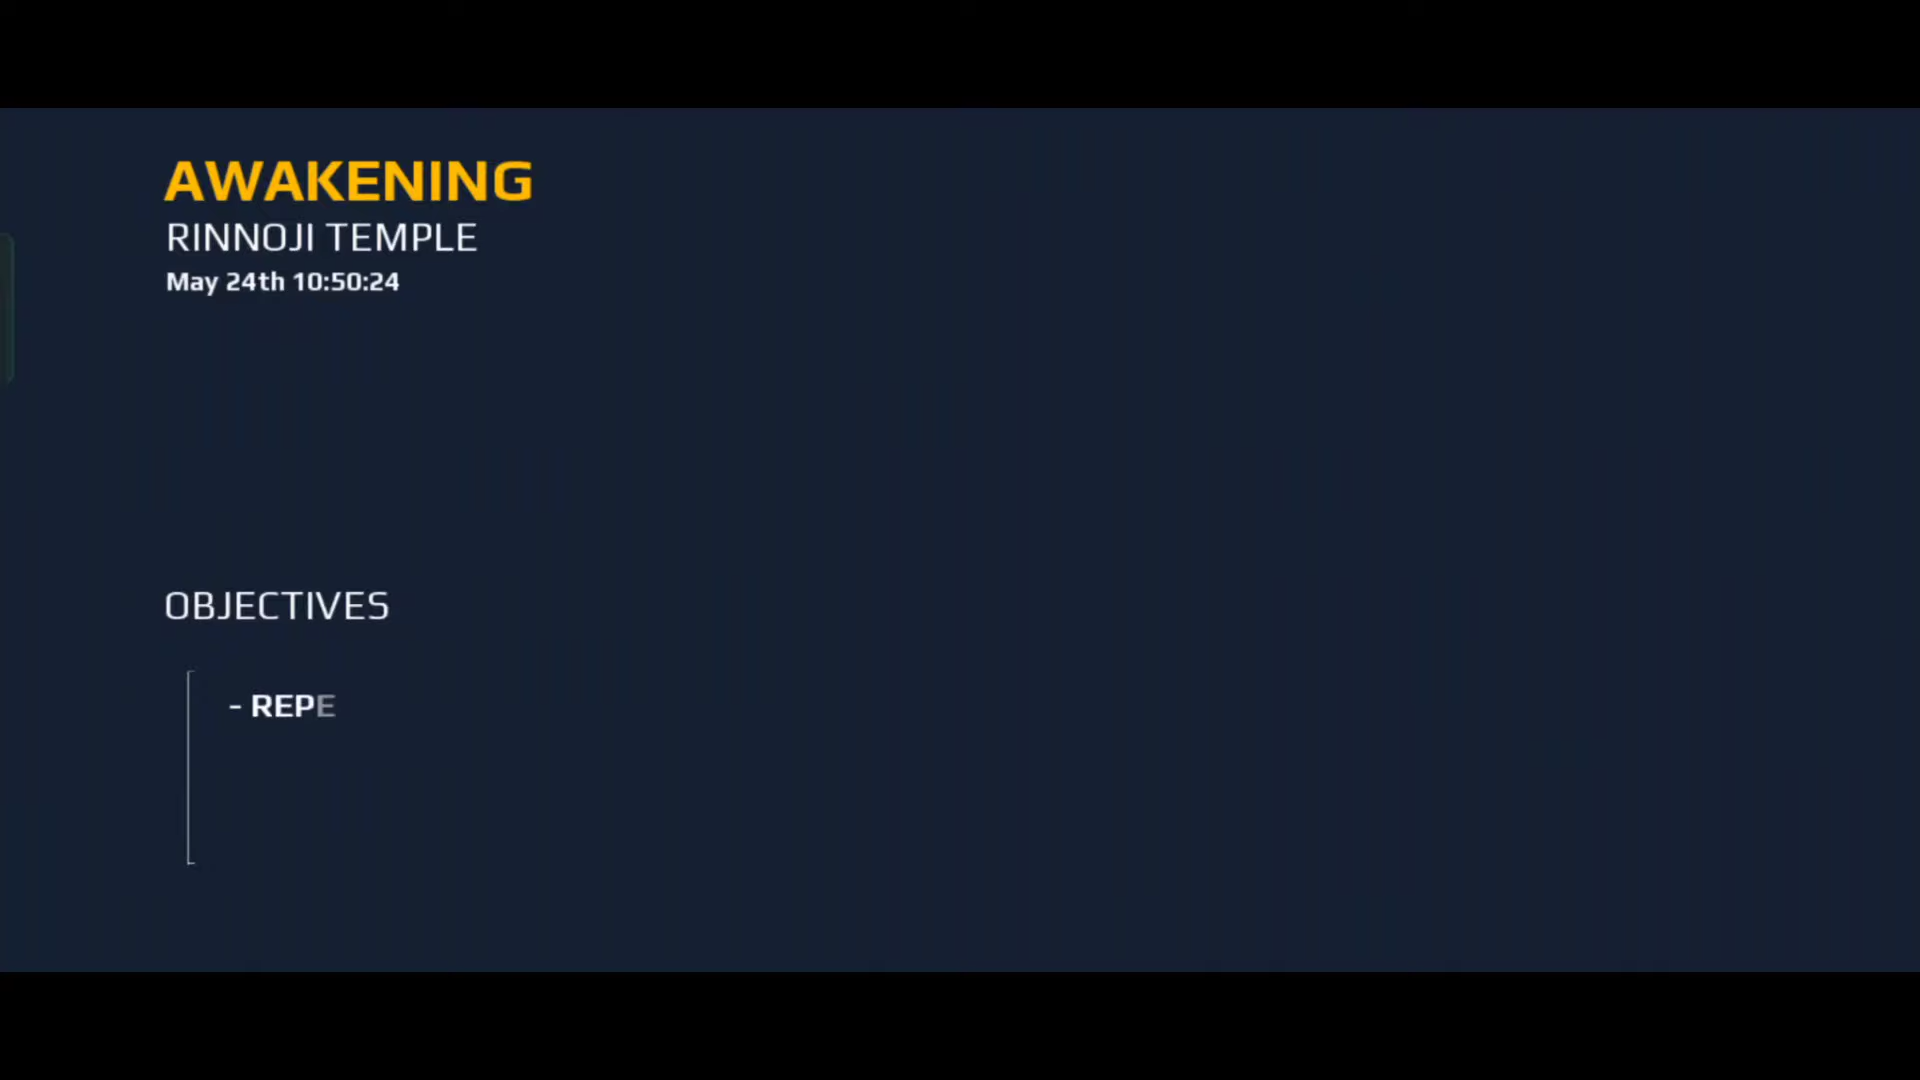 AWAKENING
RINNOJI TEMPLE
May 24th 10:50:24
OBJECTIVES
- REPE